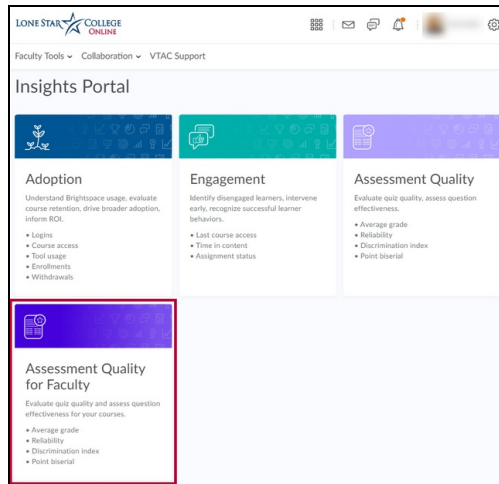 LONE STAR COLLEGE
ONLINE
Faculty Tools Collaboration VTAC Support
Insights Portal
Adoption
Understand Brightspace usage, evaluate
course retention, drive broader adoption,
inform ROI.
• Logins
• Course access
• Tool usage
• Enrollments
• Withdrawals
Engagement
Identify disengaged learners, intervene
early, recognize successful learner
behaviors.
• Last course access
• Time in content
• Assignment status
Assessment Quality
Evaluate quiz quality, assess question
effectiveness.
• Average grade
• Reliability
• Discrimination index
• Point biserial
Assessment Quality
for Faculty
Evaluate quiz quality and assess question
effectiveness for your courses.
• Average grade
• Reliability
• Discrimination index
• Point biserial